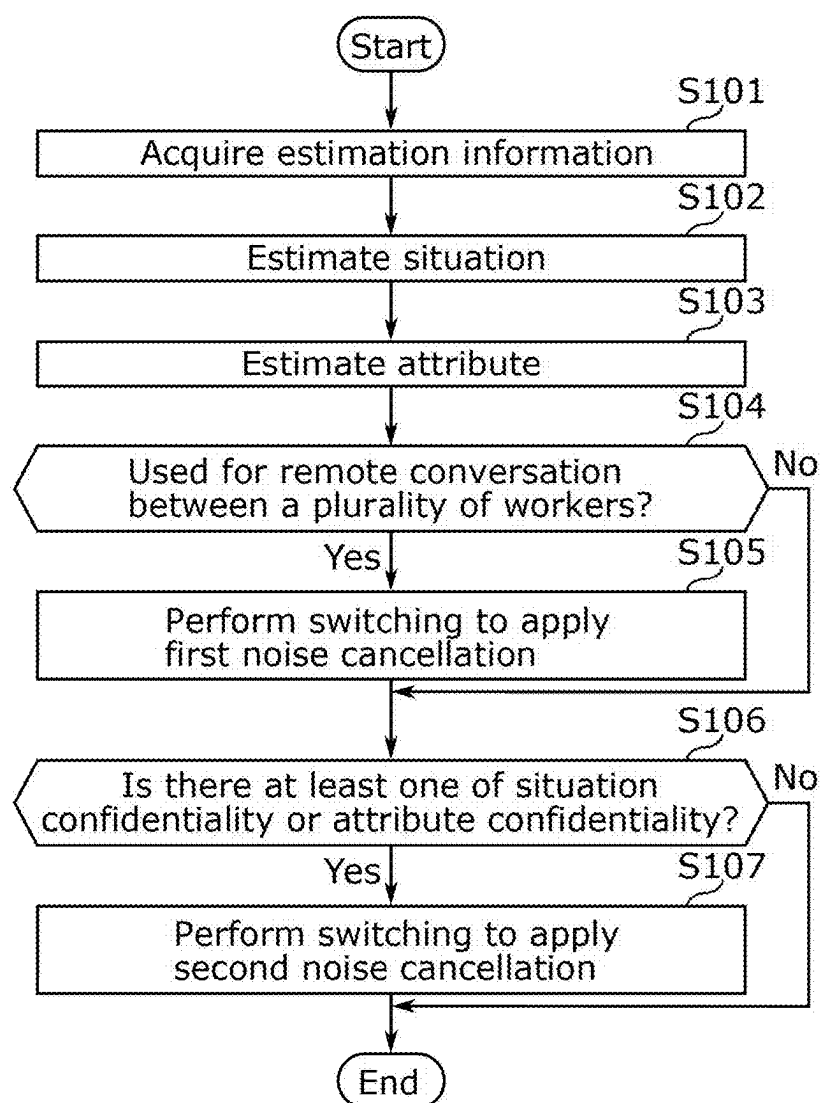 Start
S101
Acquire estimation information
S102
Estimate situation
S103
Estimate attribute
S104
Used for remote conversation
between a plurality of workers?
No
Yes
S105
Perform switching to apply
first noise cancellation
S106
Is there at least one of situation
confidentiality or attribute confidentiality?
No
Yes
S107
Perform switching to apply
second noise cancellation
End